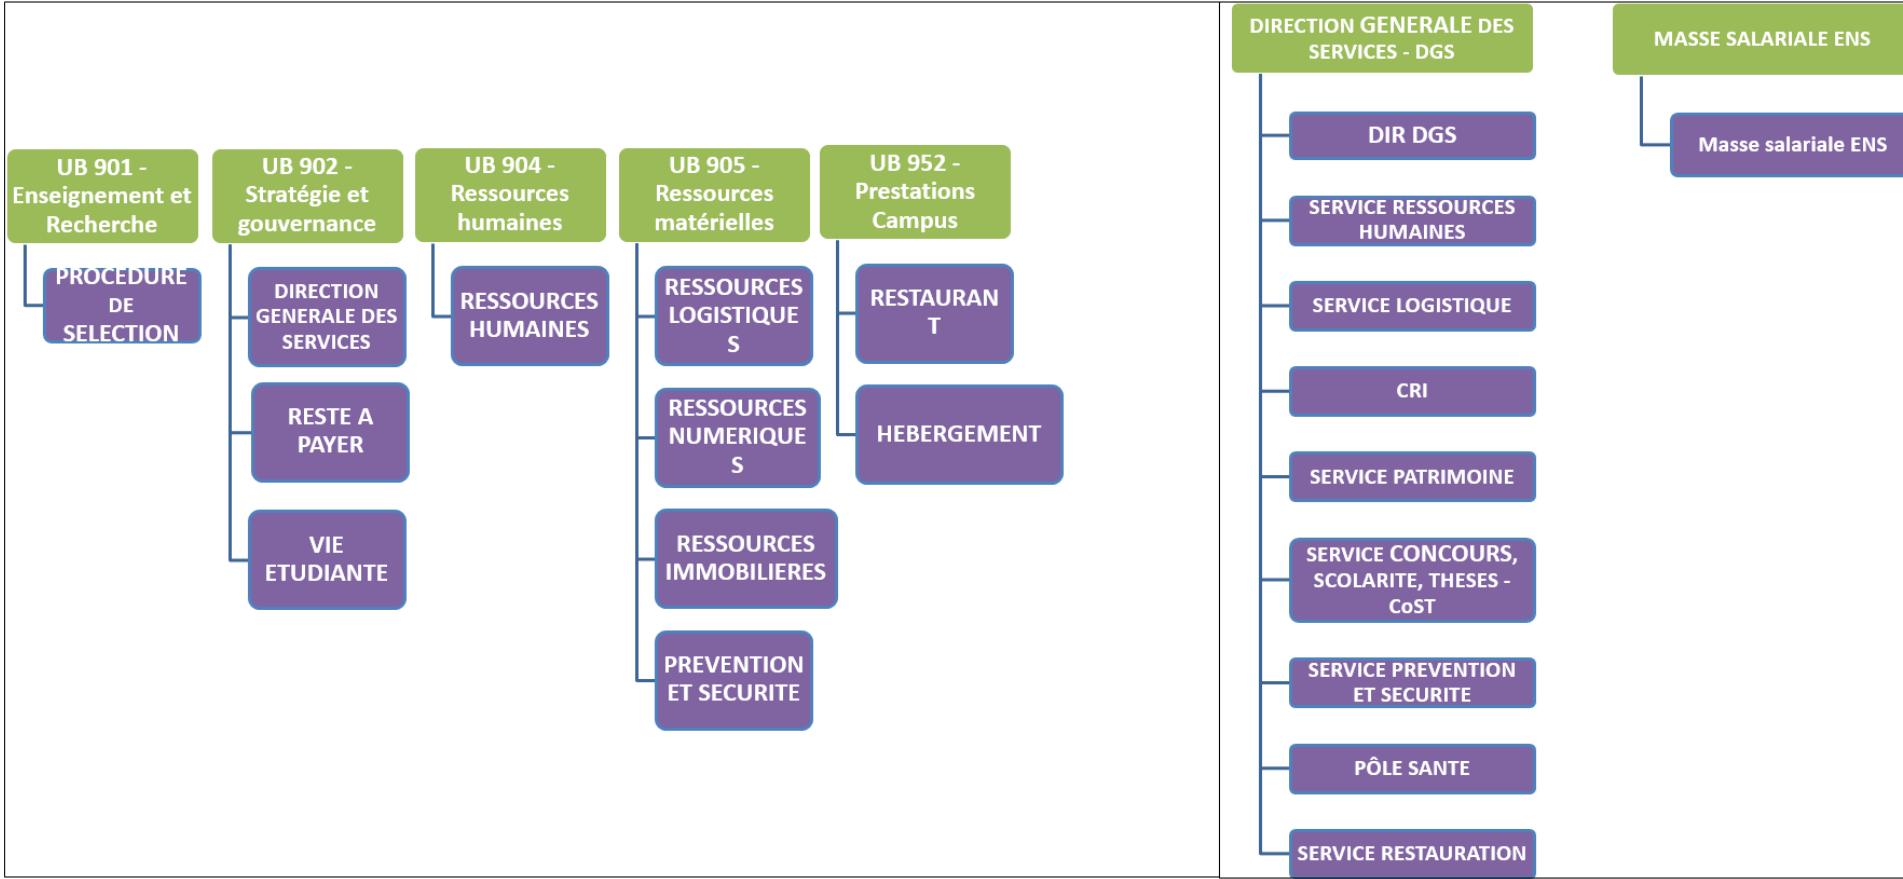 UB 901 -
Enseignement et
Recherche
PROCEDURE
DE
SELECTION
UB 902 -
Stratégie et
gouvernance
DIRECTION
GENERALE DES
SERVICES
RESTE A
PAYER
VIE
ETUDIANTE
UB 904 -
Ressources
humaines
RESSOURCES
HUMAINES
UB 905 -
Ressources
matérielles
RESSOURCES
LOGISTIQUE
S
RESSOURCES
NUMERIQUE
S
RESSOURCES
IMMOBILIERES
PREVENTION
ET SECURITE
UB 952 -
Prestations
Campus
RESTAURAN
T
HEBERGEMENT
DIRECTION GENERALE DES
SERVICES - DGS
DIR DGS
SERVICE RESSOURCES
HUMAINES
SERVICE LOGISTIQUE
CRI
SERVICE PATRIMOINE
SERVICE CONCOURS,
SCOLARITE, THESES -
CoST
SERVICE PREVENTION
ET SECURITE
PÔLE SANTE
SERVICE RESTAURATION
MASSE SALARIALE ENS
Masse salariale ENS